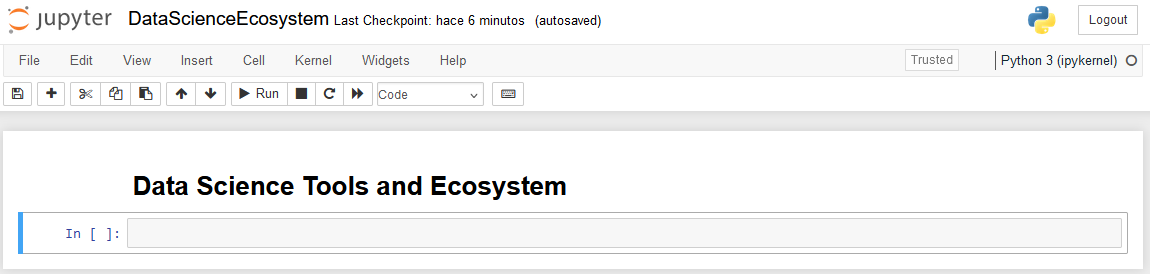 jupyter DataScienceEcosystem Last Checkpoint: hace 6 minutos (autosaved) Logout
File Edit View Insert Cell Kernel Widgets Help Trusted Python 3 (ipykernel)
Run Code
Data Science Tools and Ecosystem
In [ ]: